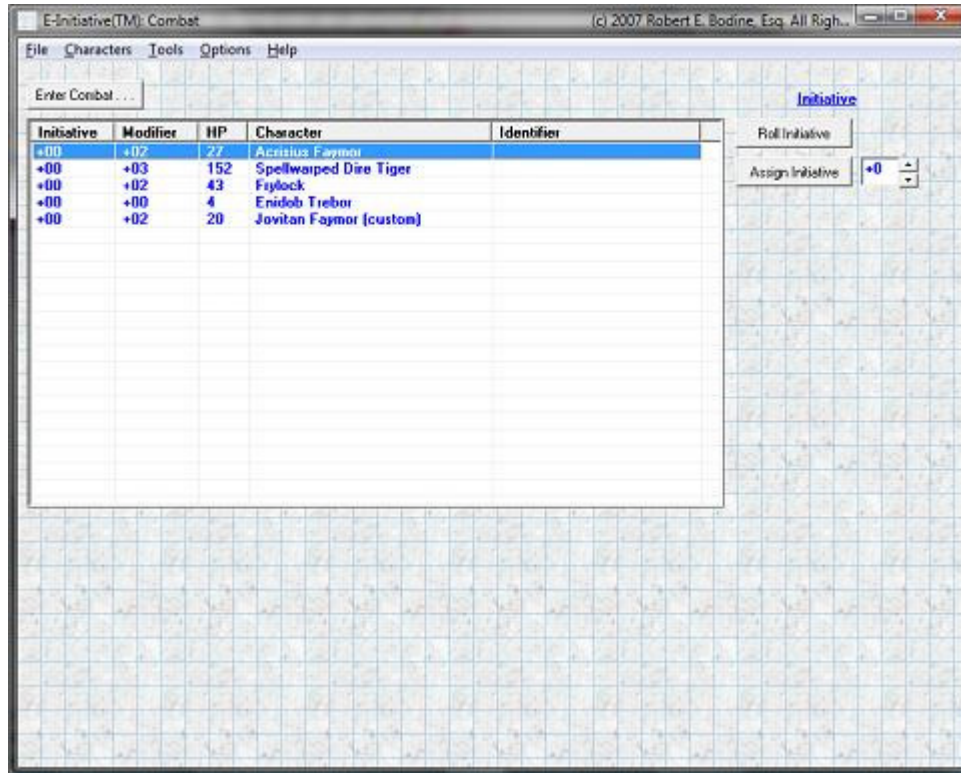 E-Initiative(TM): Combat (c) 2007 Robert E. Bodine, Esq. All Righ...
File Characters Tools Options Help
Enter Combat . . .
Initiative
Initiative Modifier HP Character Identifier
Roll Initiative
+00 +02 27 Acrisius Faymor
+00 +03 152 Spellwarped Dire Tiger
Assign Initiative +0
+00 +02 43 Frylock
+00 +00 4 Enidob Trebor
+00 +02 20 Jovitan Faymor (custom)